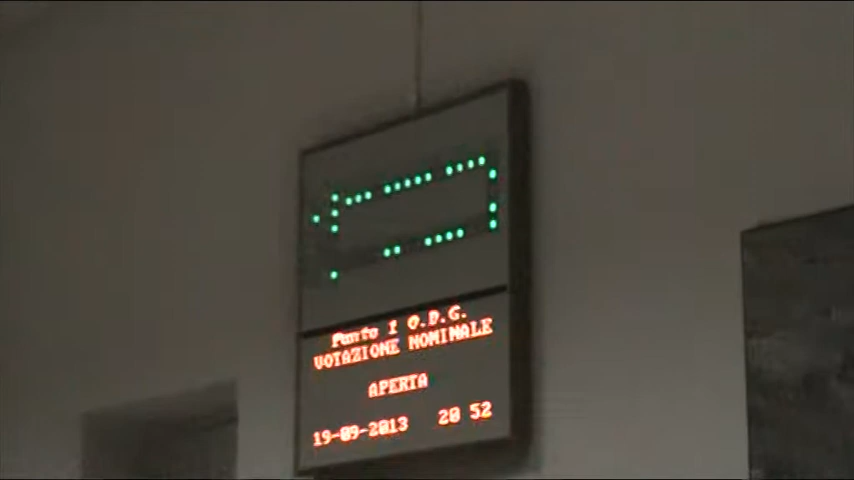 Punto 1 O.D.G.
VOTAZIONE NOMINALE
APERTA
19-09-2013 20 52